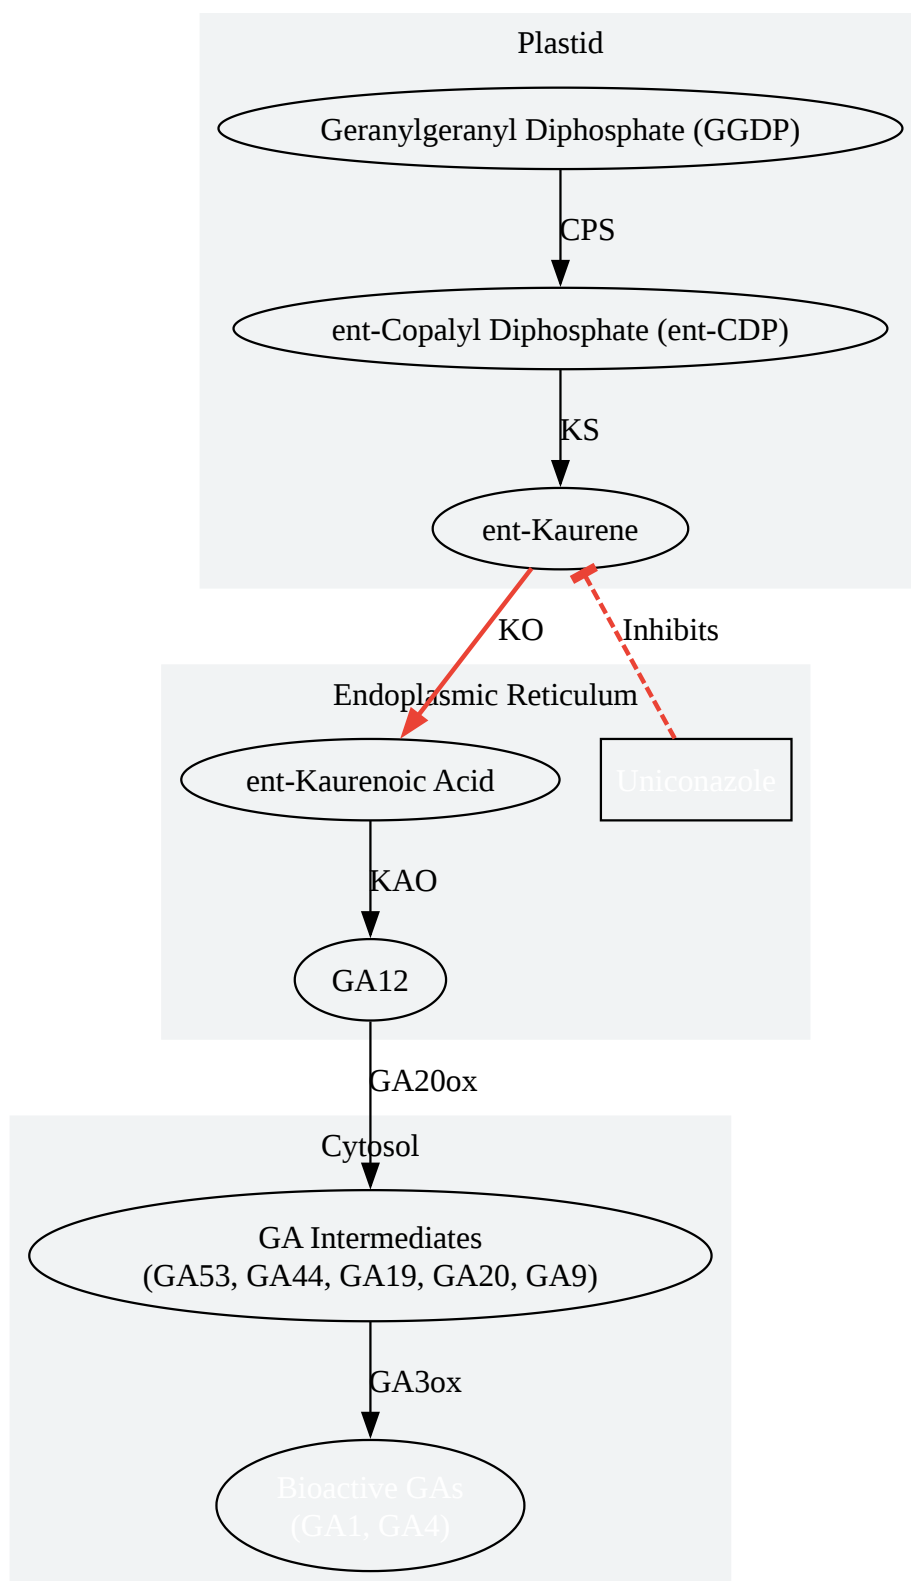 Plastid
Geranylgeranyl Diphosphate (GGDP)
CPS
ent-Copalyl Diphosphate (ent-CDP)
KS
ent-Kaurene
KO
Inhibits
Endoplasmic Reticulum
ent-Kaurenoic Acid
Uniconazole
KAO
GA12
GA20ox
Cytosol
GA Intermediates
(GA53, GA44, GA19, GA20, GA9)
GA3ox
Bioactive GAs
(GA1, GA4)